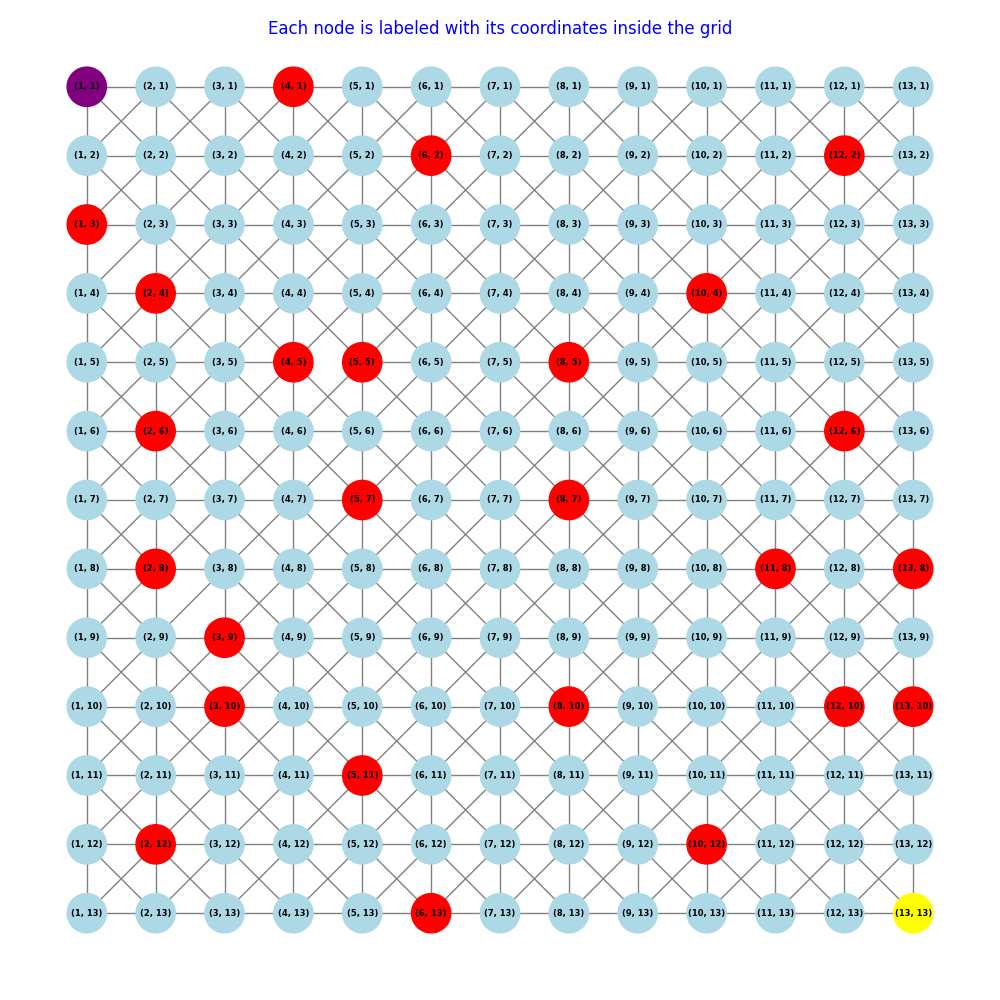 Each node is labeled with its coordinates inside the grid
(1, 1) (2, 1) (3, 1) (4, 1) (5, 1) (6, 1) (7, 1) (8, 1) (9, 1) (10, 1) (11, 1) (12, 1) (13, 1)
(1, 2) (2, 2) (3, 2) (4, 2) (5, 2) (6, 2) (7, 2) (8, 2) (9, 2) (10, 2) (11, 2) (12, 2) (13, 2)
(1, 3) (2, 3) (3, 3) (4, 3) (5, 3) (6, 3) (7, 3) (8, 3) (9, 3) (10, 3) (11, 3) (12, 3) (13, 3)
(1, 4) (2, 4) (3, 4) (4, 4) (5, 4) (6, 4) (7, 4) (8, 4) (9, 4) (10, 4) (11, 4) (12, 4) (13, 4)
(1, 5) (2, 5) (3, 5) (4, 5) (5, 5) (6, 5) (7, 5) (8, 5) (9, 5) (10, 5) (11, 5) (12, 5) (13, 5)
(1, 6) (2, 6) (3, 6) (4, 6) (5, 6) (6, 6) (7, 6) (8, 6) (9, 6) (10, 6) (11, 6) (12, 6) (13, 6)
(1, 7) (2, 7) (3, 7) (4, 7) (5, 7) (6, 7) (7, 7) (8, 7) (9, 7) (10, 7) (11, 7) (12, 7) (13, 7)
(1, 8) (2, 8) (3, 8) (4, 8) (5, 8) (6, 8) (7, 8) (8, 8) (9, 8) (10, 8) (11, 8) (12, 8) (13, 8)
(1, 9) (2, 9) (3, 9) (4, 9) (5, 9) (6, 9) (7, 9) (8, 9) (9, 9) (10, 9) (11, 9) (12, 9) (13, 9)
(1, 10) (2, 10) (3, 10) (4, 10) (5, 10) (6, 10) (7, 10) (8, 10) (9, 10) (10, 10) (11, 10) (12, 10) (13, 10)
(1, 11) (2, 11) (3, 11) (4, 11) (5, 11) (6, 11) (7, 11) (8, 11) (9, 11) (10, 11) (11, 11) (12, 11) (13, 11)
(1, 12) (2, 12) (3, 12) (4, 12) (5, 12) (6, 12) (7, 12) (8, 12) (9, 12) (10, 12) (11, 12) (12, 12) (13, 12)
(1, 13) (2, 13) (3, 13) (4, 13) (5, 13) (6, 13) (7, 13) (8, 13) (9, 13) (10, 13) (11, 13) (12, 13) (13, 13)